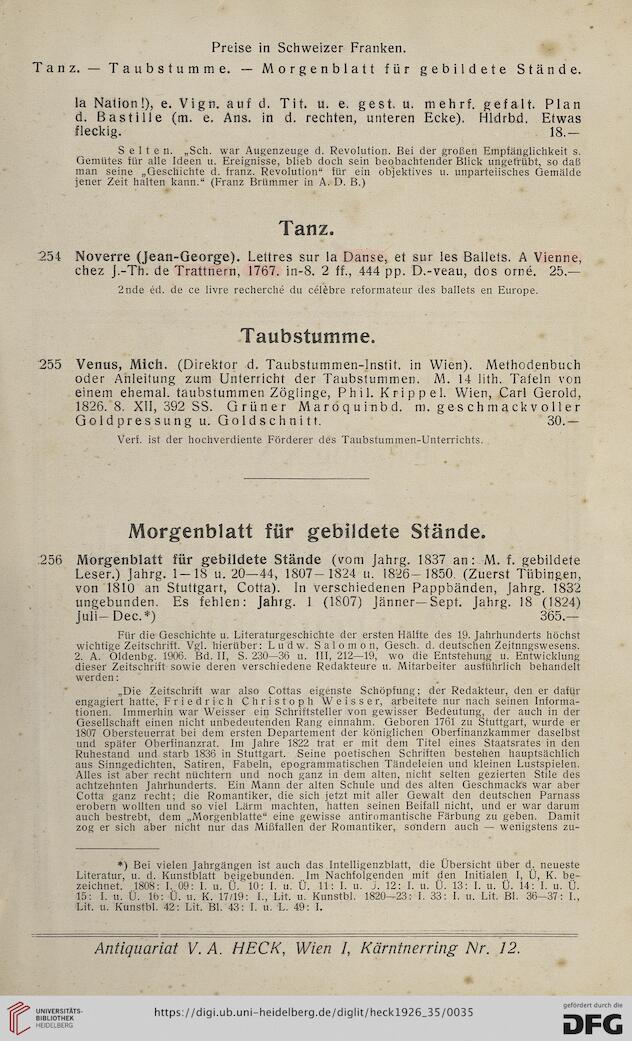 Preise in Schweizer Franken.
Tanz. — Taubstumme. — Morgenblatt für gebildete Stände.
la Nation!), e. Vign. auf d. Tit. u. e. gest. u. mehrf. gefalt. Plan
d. Bastille (m. e. Ans. in d. rechten, unteren Ecke). Hldrbd. Etwas
fleckig. 18.—
Selten. „Sch. war Augenzeuge d. Revolution. Bei der großen Empfänglichkeit s.
Gemütes für alle Ideen u. Ereignisse, blieb doch sein beobachtender Blick ungetrübt, so daß
man seine „Geschichte d. franz. Revolution“ für ein objektives u. unparteiisches Gemälde
jener Zeit halten kann.“ (Franz Brümmer in A. D. B.)
Tanz.
254 Noverre (Jean-George). Lettres sur la Danse, et sur les Ballets. A Vienne,
chez J.-Th. de Trattnern, 1767. in-8. 2 ff., 444 pp. D.-veau, dos orné. 25.—
2nde éd. de ce livre recherché du célèbre reformateur des ballets en Europe.
Taubstumme.
255 Venus, Mich. (Direktor d. Taubstummen-Instit. in Wien). Methodenbuch
oder Anleitung zum Unterricht der Taubstummen. M. 14 lith. Tafeln von
einem ehemal. taubstummen Zöglinge, Phil. Krippel. Wien, Carl Gerold,
1826. 8. XII, 392 SS. Grüner Maroquinbd. m. geschmackvoller
Goldpressung u. Goldschnitt. 30.—
Verf. ist der hochverdiente Förderer des Taubstummen-Unterrichts.
Morgenblatt für gebildete Stände.
256 Morgenblatt für gebildete Stände (vom Jahrg. 1837 an: M. f. gebildete
Leser.) Jahrg. 1—18 u. 20—44, 1807—1824 u. 1826—1850. (Zuerst Tübingen,
von 1810 an Stuttgart, Cotta). In verschiedenen Pappbänden, Jahrg. 1832
ungebunden. Es fehlen: Jahrg. 1 (1807) Jänner—Sept. Jahrg. 18 (1824)
Juli—Dec.*) 365.—
Für die Geschichte u. Literaturgeschichte der ersten Hälfte des 19. Jahrhunderts höchst
wichtige Zeitschrift. Vgl. hierüber: Ludw. Salomon, Gesch. d. deutschen Zeitungswesens.
2. A. Oldenbg. 1906. Bd. II, S. 230—36 u. III, 212—19, wo die Entstehung u. Entwicklung
dieser Zeitschrift sowie deren verschiedene Redakteure u. Mitarbeiter ausführlich behandelt
werden:
„Die Zeitschrift war also Cottas eigenste Schöpfung; der Redakteur, den er dafür
engagiert hatte, Friedrich Christoph Weisser, arbeitete nur nach seinen Informa-
tionen. Immerhin war Weisser ein Schriftsteller von gewisser Bedeutung, der auch in der
Gesellschaft einen nicht unbedeutenden Rang einnahm. Geboren 1761 zu Stuttgart, wurde er
1807 Obersteuerrat bei dem ersten Departement der königlichen Oberfinanzkammer daselbst
und später Oberfinanzrat. Im Jahre 1822 trat er mit dem Titel eines Staatsrates in den
Ruhestand und starb 1836 in Stuttgart. Seine poetischen Schriften bestehen hauptsächlich
aus Sinngedichten, Satiren, Fabeln, epogrammatischen Tändeleien und kleinen Lustspielen.
Alles ist aber recht nüchtern und noch ganz in dem alten, nicht selten gezierten Stile des
achtzehnten Jahrhunderts. Ein Mann der alten Schule und des alten Geschmacks war aber
Cotta ganz recht; die Romantiker, die sich jetzt mit aller Gewalt den deutschen Parnass
erobern wollten und so viel Lärm machten, hatten seinen Beifall nicht, und er war darum
auch bestrebt, dem „Morgenblatte“ eine gewisse antiromantische Färbung zu geben. Damit
zog er sich aber nicht nur das Mißfallen der Romantiker, sondern auch — wenigstens zu-
*) Bei vielen Jahrgängen ist auch das Intelligenzblatt, die Übersicht über d. neueste
Literatur, u. d. Kunstblatt beigebunden. Im Nachfolgenden mit den Initialen I, Ü, K. be-
zeichnet. 1808: I. 09: I. u. Ü. 10: I. u. Ü. 11: I. u. J. 12: I. u. Ü. 13: I. u. Ü. 14: I. u. Ü.
15: I. u. Ü. 16: Ü. u. K. 17/19: I., Lit. u. Kunstbl. 1820—23: I. 33: I. u. Lit. Bl. 36—37: I.,
Lit. u. Kunstbl. 42: Lit. Bl. 43: I. u. L. 49: I.
Antiquariat V. A. HECK, Wien I, Kärntnerring Nr. 12.
UNIVERSITÄTS-
BIBLIOTHEK
HEIDELBERG
https://digi.ub.uni-heidelberg.de/diglit/heck1926_35/0035
gefördert durch die
DFG